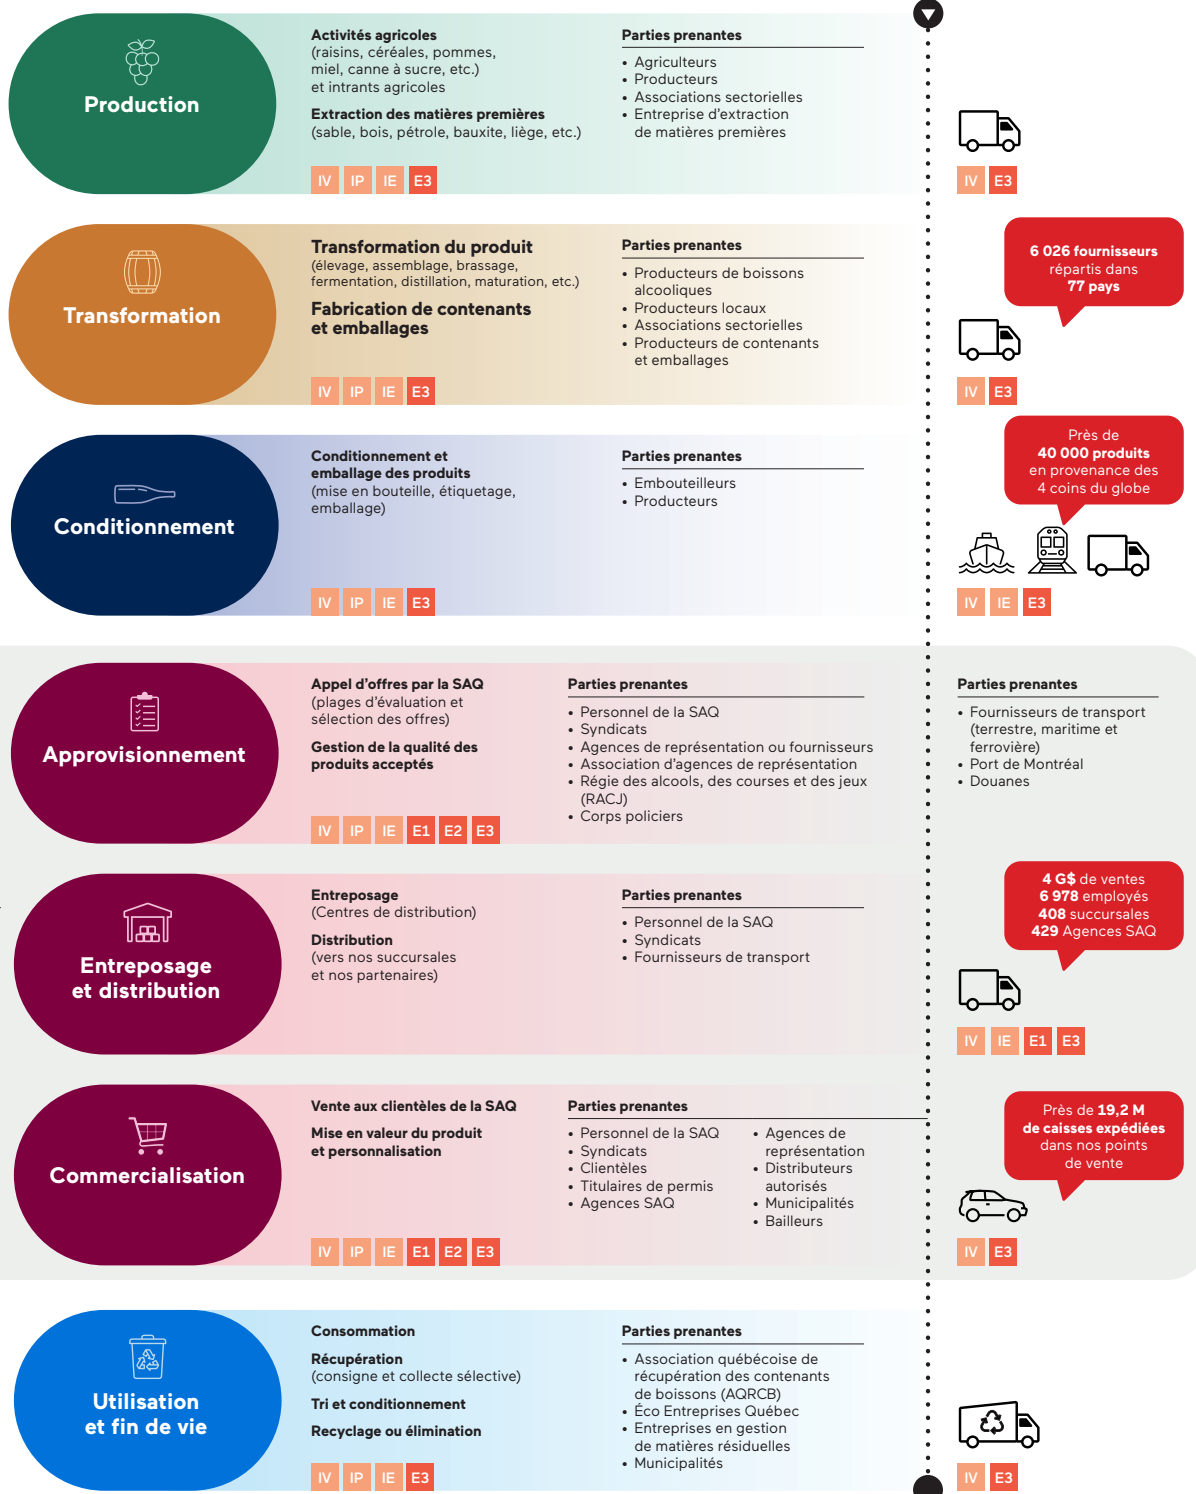 Production
Activités agricoles
(raisins, céréales, pommes,
miel, canne à sucre, etc.)
et intrants agricoles
Extraction des matières premières
(sable, bois, pétrole, bauxite, liège, etc.)
IV IP IE E3
Parties prenantes
• Agriculteurs
• Producteurs
• Associations sectorielles
• Entreprise d'extraction
de matières premières
IV E3
Transformation
Transformation du produit
(élevage, assemblage, brassage,
fermentation, distillation, maturation, etc.)
Fabrication de contenants
et emballages
IV IP IE E3
Parties prenantes
• Producteurs de boissons
alcooliques
• Producteurs locaux
• Associations sectorielles
• Producteurs de contenants
et emballages
6 026 fournisseurs
répartis dans
77 pays
IV E3
Conditionnement
Conditionnement et
emballage des produits
(mise en bouteille, étiquetage,
emballage)
IV IP IE E3
Parties prenantes
• Embouteilleurs
• Producteurs
Près de
40 000 produits
en provenance des
4 coins du globe
IV IE E3
Approvisionnement
Appel d'offres par la SAQ
(plages d'évaluation et
sélection des offres)
Gestion de la qualité des
produits acceptés
IV IP IE E1 E2 E3
Parties prenantes
• Personnel de la SAQ
• Syndicats
• Agences de représentation ou fournisseurs
• Association d'agences de représentation
• Régie des alcools, des courses et des jeux
(RACJ)
• Corps policiers
Parties prenantes
• Fournisseurs de transport
(terrestre, maritime et
ferrovière)
• Port de Montréal
• Douanes
Entreposage
et distribution
Entreposage
(Centres de distribution)
Distribution
(vers nos succursales
et nos partenaires)
Parties prenantes
• Personnel de la SAQ
• Syndicats
• Fournisseurs de transport
4 G$ de ventes
6 978 employés
408 succursales
429 Agences SAQ
IV IE E1 E3
Commercialisation
Vente aux clientèles de la SAQ
Mise en valeur du produit
et personnalisation
IV IP IE E1 E2 E3
Parties prenantes
• Personnel de la SAQ
• Syndicats
• Clientèles
• Titulaires de permis
• Agences SAQ
• Agences de
représentation
• Distributeurs
autorisés
• Municipalités
• Bailleurs
Près de 19,2 M
de caisses expédiées
dans nos points
de vente
IV E3
Utilisation
et fin de vie
Consommation
Récupération
(consigne et collecte sélective)
Tri et conditionnement
Recyclage ou élimination
IV IP IE E3
Parties prenantes
• Association québécoise de
récupération des contenants
de boissons (AQRCB)
• Éco Entreprises Québec
• Entreprises en gestion
de matières résiduelles
• Municipalités
IV E3